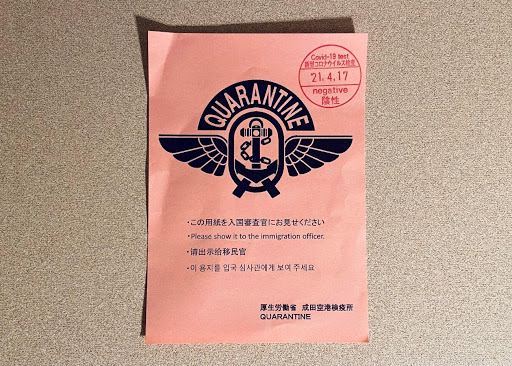 Covid-19 test
新型コロナウイルス検査
'21. 4. 17
negative
陰性
QUARANTINE
・この用紙を入国審査官にお見せください
・Please show it to the immigration officer.
・请出示给移民官
・이 용지를 입국 심사관에게 보여 주세요
厚生労働省 成田空港検疫所
QUARANTINE